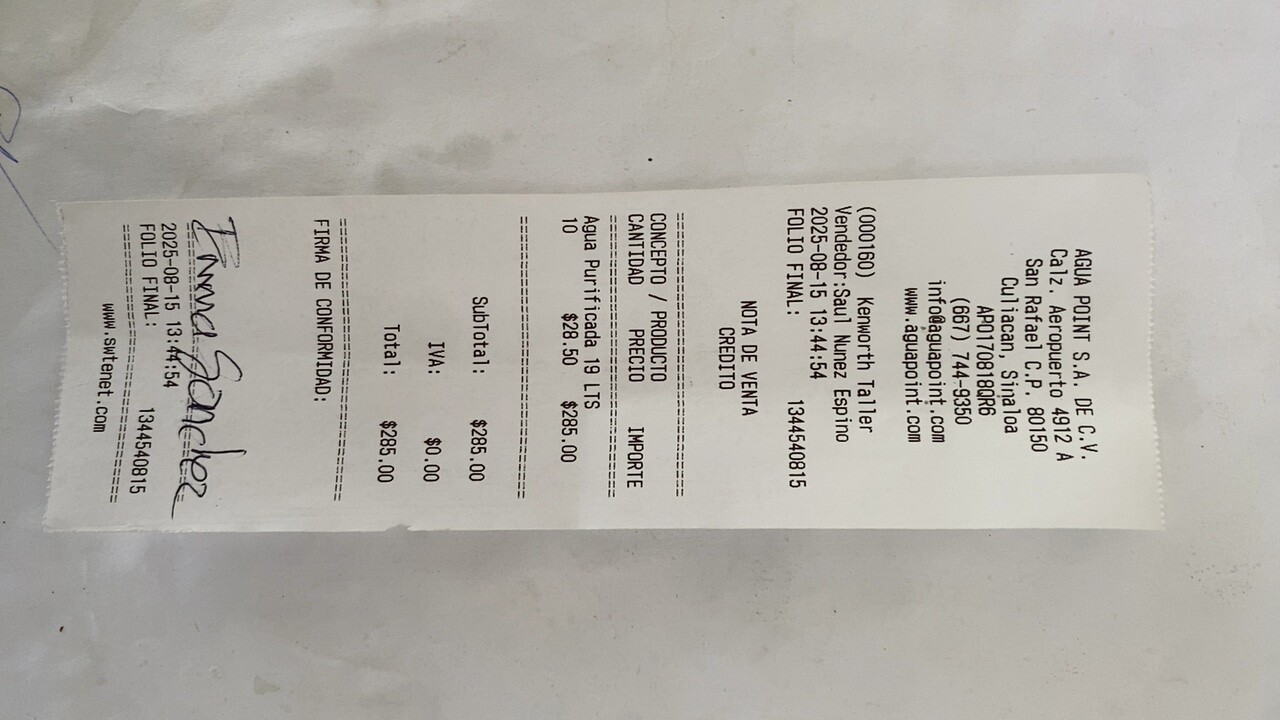 AGUA POINT S.A. DE C.V.
Calz. Aeropuerto 4912 A
San Rafael C.P. 80150
Culiacan, Sinaloa
APO170818QR6
(667) 744-9350
info@aguapoint.com
www.aguapoint.com
(000160) Kenworth Taller
Vendedor:Saul Nunez Espino
2025-08-15 13:44:54
FOLIO FINAL: 1344540815
NOTA DE VENTA
CREDITO
CONCEPTO / PRODUCTO
CANTIDAD PRECIO IMPORTE
Agua Purificada 19 LTS
10 $28.50 $285.00
SubTotal: $285.00
IVA: $0.00
Total: $285.00
FIRMA DE CONFORMIDAD:
Emma Sanchez
2025-08-15 13:44:54
FOLIO FINAL: 1344540815
www.swtenet.com